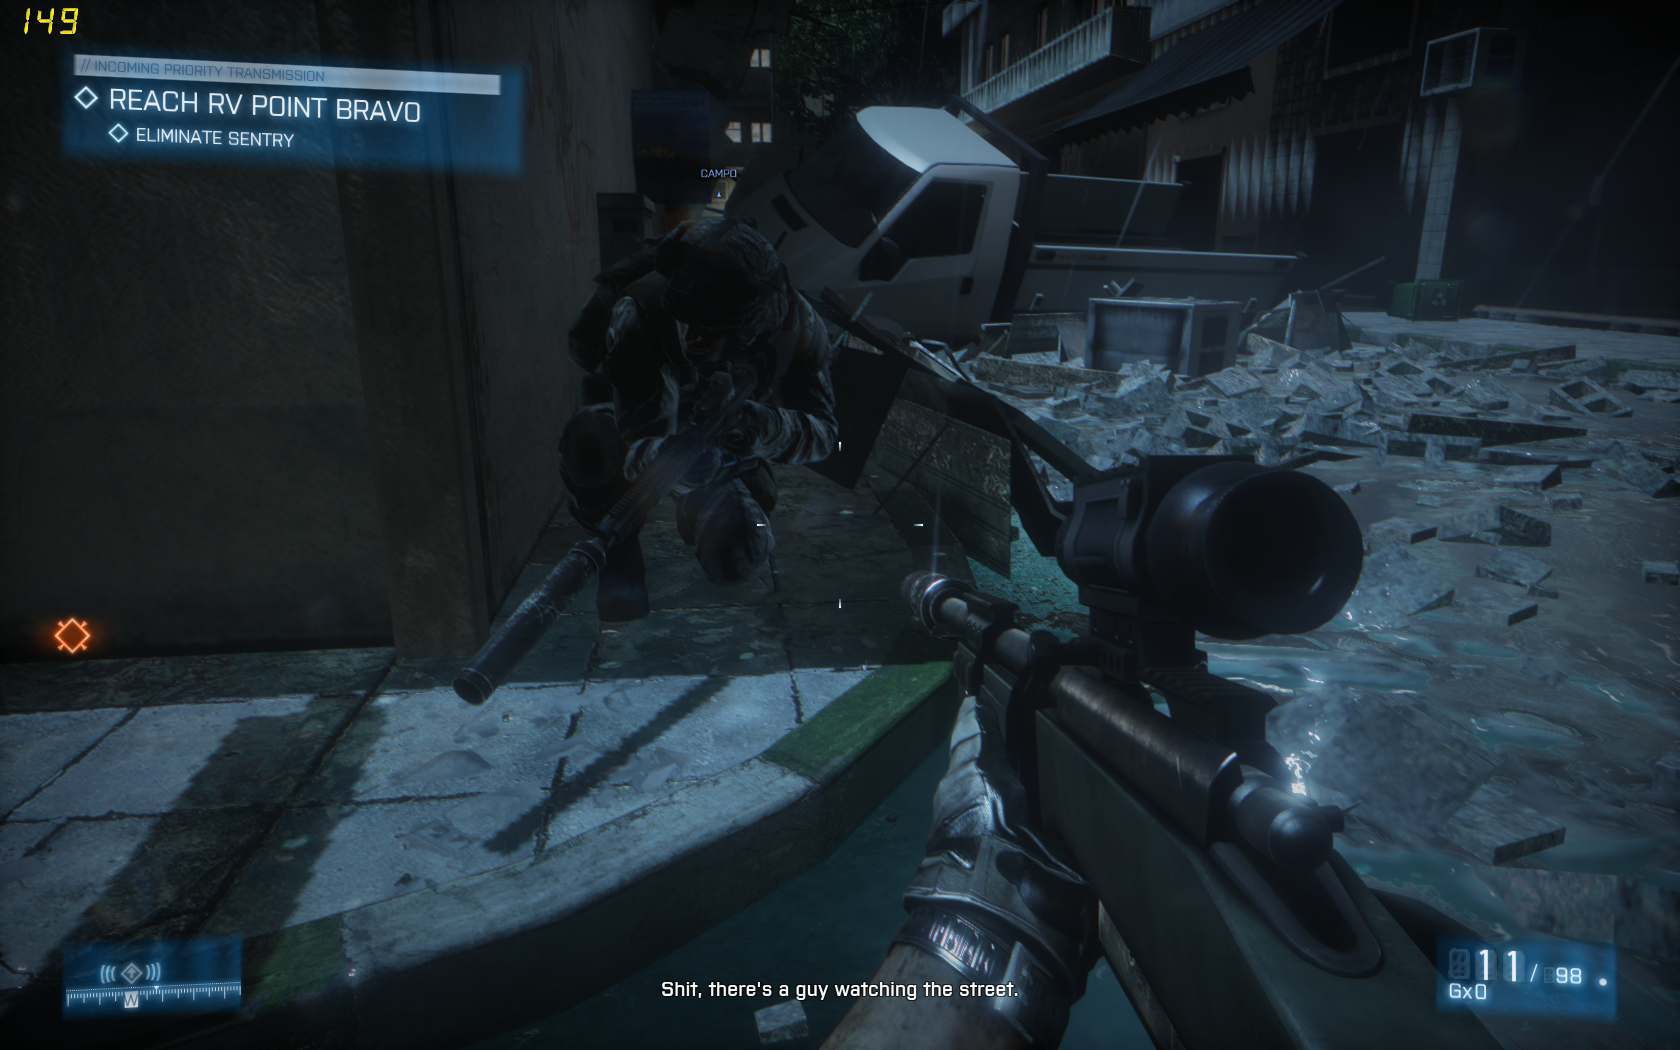 149
// INCOMING PRIORITY TRANSMISSION
REACH RV POINT BRAVO
ELIMINATE SENTRY
CAMPO
W
Shit, there's a guy watching the street.
11 / 98
Gx0